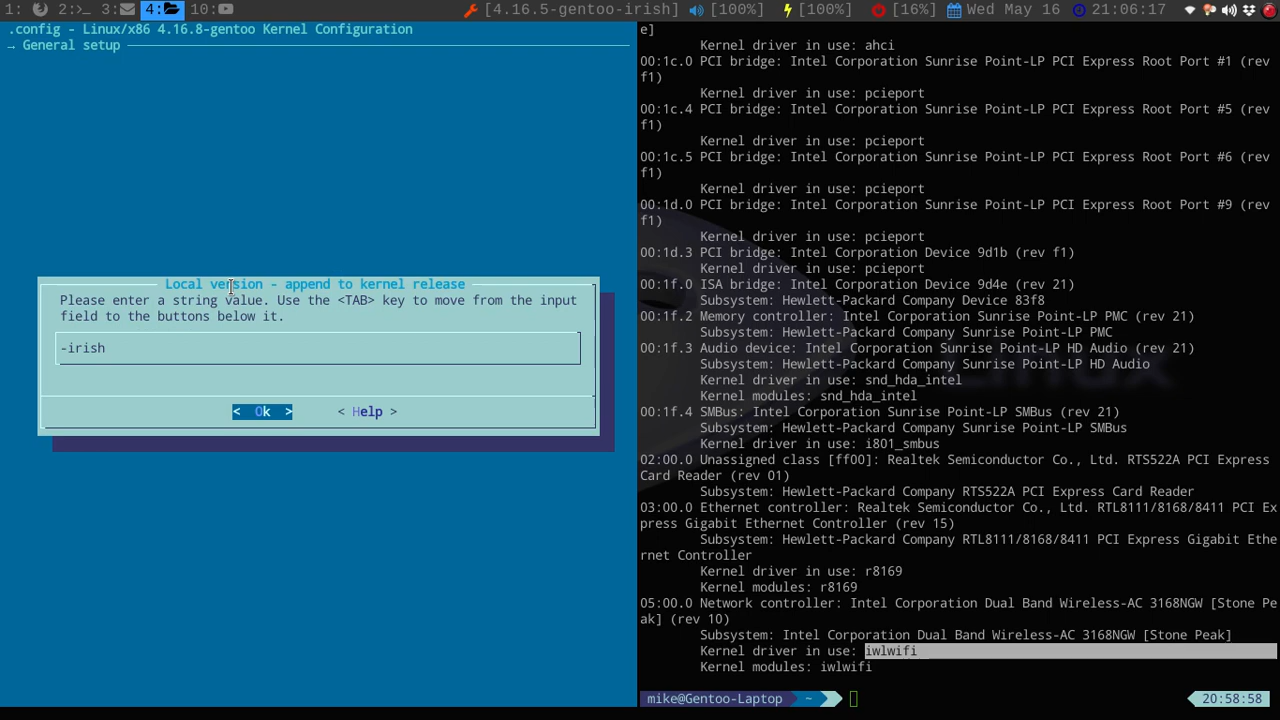 1: 2:>_ 3: 4: 10: [4.16.5-gentoo-irish] [100%] [100%] [16%] Wed May 16 21:06:17
.config - Linux/x86 4.16.8-gentoo Kernel Configuration
→ General setup
Local version - append to kernel release
Please enter a string value. Use the <TAB> key to move from the input
field to the buttons below it.
-irish
< Ok > < Help >
e]
Kernel driver in use: ahci
00:1c.0 PCI bridge: Intel Corporation Sunrise Point-LP PCI Express Root Port #1 (rev
f1)
Kernel driver in use: pcieport
00:1c.4 PCI bridge: Intel Corporation Sunrise Point-LP PCI Express Root Port #5 (rev
f1)
Kernel driver in use: pcieport
00:1c.5 PCI bridge: Intel Corporation Sunrise Point-LP PCI Express Root Port #6 (rev
f1)
Kernel driver in use: pcieport
00:1d.0 PCI bridge: Intel Corporation Sunrise Point-LP PCI Express Root Port #9 (rev
f1)
Kernel driver in use: pcieport
00:1d.3 PCI bridge: Intel Corporation Device 9d1b (rev f1)
Kernel driver in use: pcieport
00:1f.0 ISA bridge: Intel Corporation Device 9d4e (rev 21)
Subsystem: Hewlett-Packard Company Device 83f8
00:1f.2 Memory controller: Intel Corporation Sunrise Point-LP PMC (rev 21)
Subsystem: Hewlett-Packard Company Sunrise Point-LP PMC
00:1f.3 Audio device: Intel Corporation Sunrise Point-LP HD Audio (rev 21)
Subsystem: Hewlett-Packard Company Sunrise Point-LP HD Audio
Kernel driver in use: snd_hda_intel
Kernel modules: snd_hda_intel
00:1f.4 SMBus: Intel Corporation Sunrise Point-LP SMBus (rev 21)
Subsystem: Hewlett-Packard Company Sunrise Point-LP SMBus
Kernel driver in use: i801_smbus
02:00.0 Unassigned class [ff00]: Realtek Semiconductor Co., Ltd. RTS522A PCI Express
Card Reader (rev 01)
Subsystem: Hewlett-Packard Company RTS522A PCI Express Card Reader
03:00.0 Ethernet controller: Realtek Semiconductor Co., Ltd. RTL8111/8168/8411 PCI Ex
press Gigabit Ethernet Controller (rev 15)
Subsystem: Hewlett-Packard Company RTL8111/8168/8411 PCI Express Gigabit Ethe
rnet Controller
Kernel driver in use: r8169
Kernel modules: r8169
05:00.0 Network controller: Intel Corporation Dual Band Wireless-AC 3168NGW [Stone Pe
ak] (rev 10)
Subsystem: Intel Corporation Dual Band Wireless-AC 3168NGW [Stone Peak]
Kernel driver in use: iwlwifi
Kernel modules: iwlwifi
mike@Gentoo-Laptop ~ 20:58:58